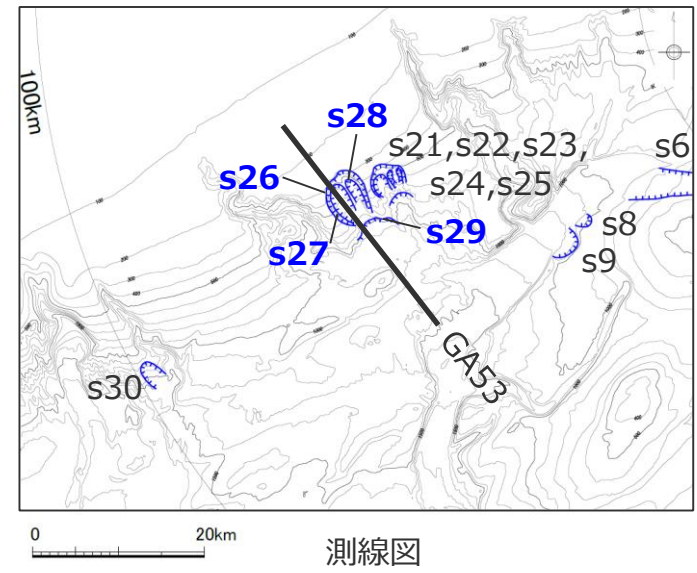 100km
s28
s21,s22,s23,
s24,s25
s6
s26
s27
s29
s8
s9
GA53
s30
0 20km
測線図